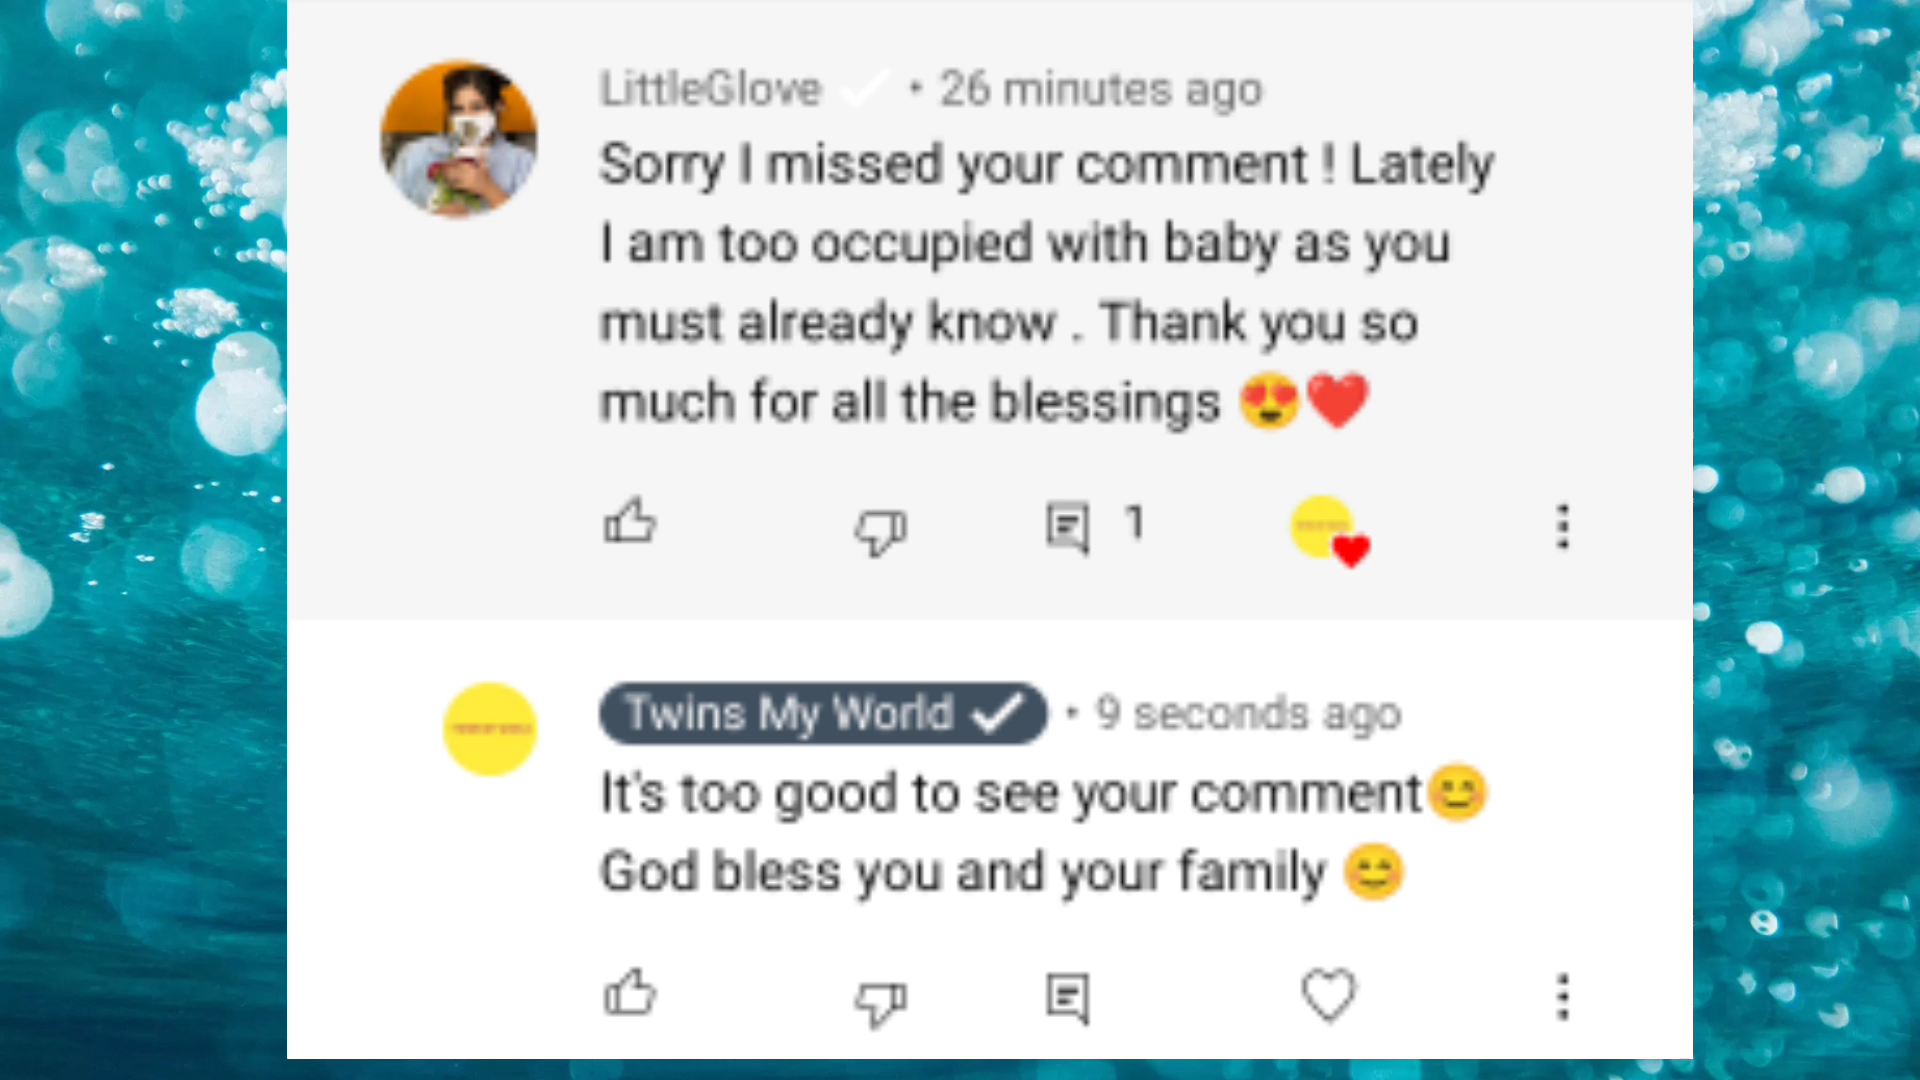 LittleGlove • 26 minutes ago
Sorry I missed your comment ! Lately
I am too occupied with baby as you
must already know . Thank you so
much for all the blessings 😍❤️
1
Twins My World • 9 seconds ago
It's too good to see your comment😊
God bless you and your family 😊